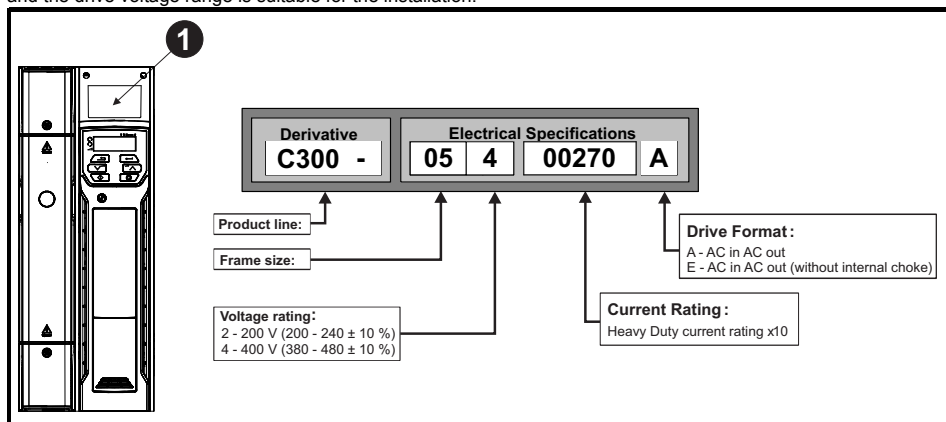 and the drive voltage range is suitable for the installation.
1
Derivative
Electrical Specifications
C300 -
05 4 00270 A
Product line:
Frame size:
Voltage rating:
2 - 200 V (200 - 240 ± 10 %)
4 - 400 V (380 - 480 ± 10 %)
Drive Format:
A - AC in AC out
E - AC in AC out (without internal choke)
Current Rating:
Heavy Duty current rating x10